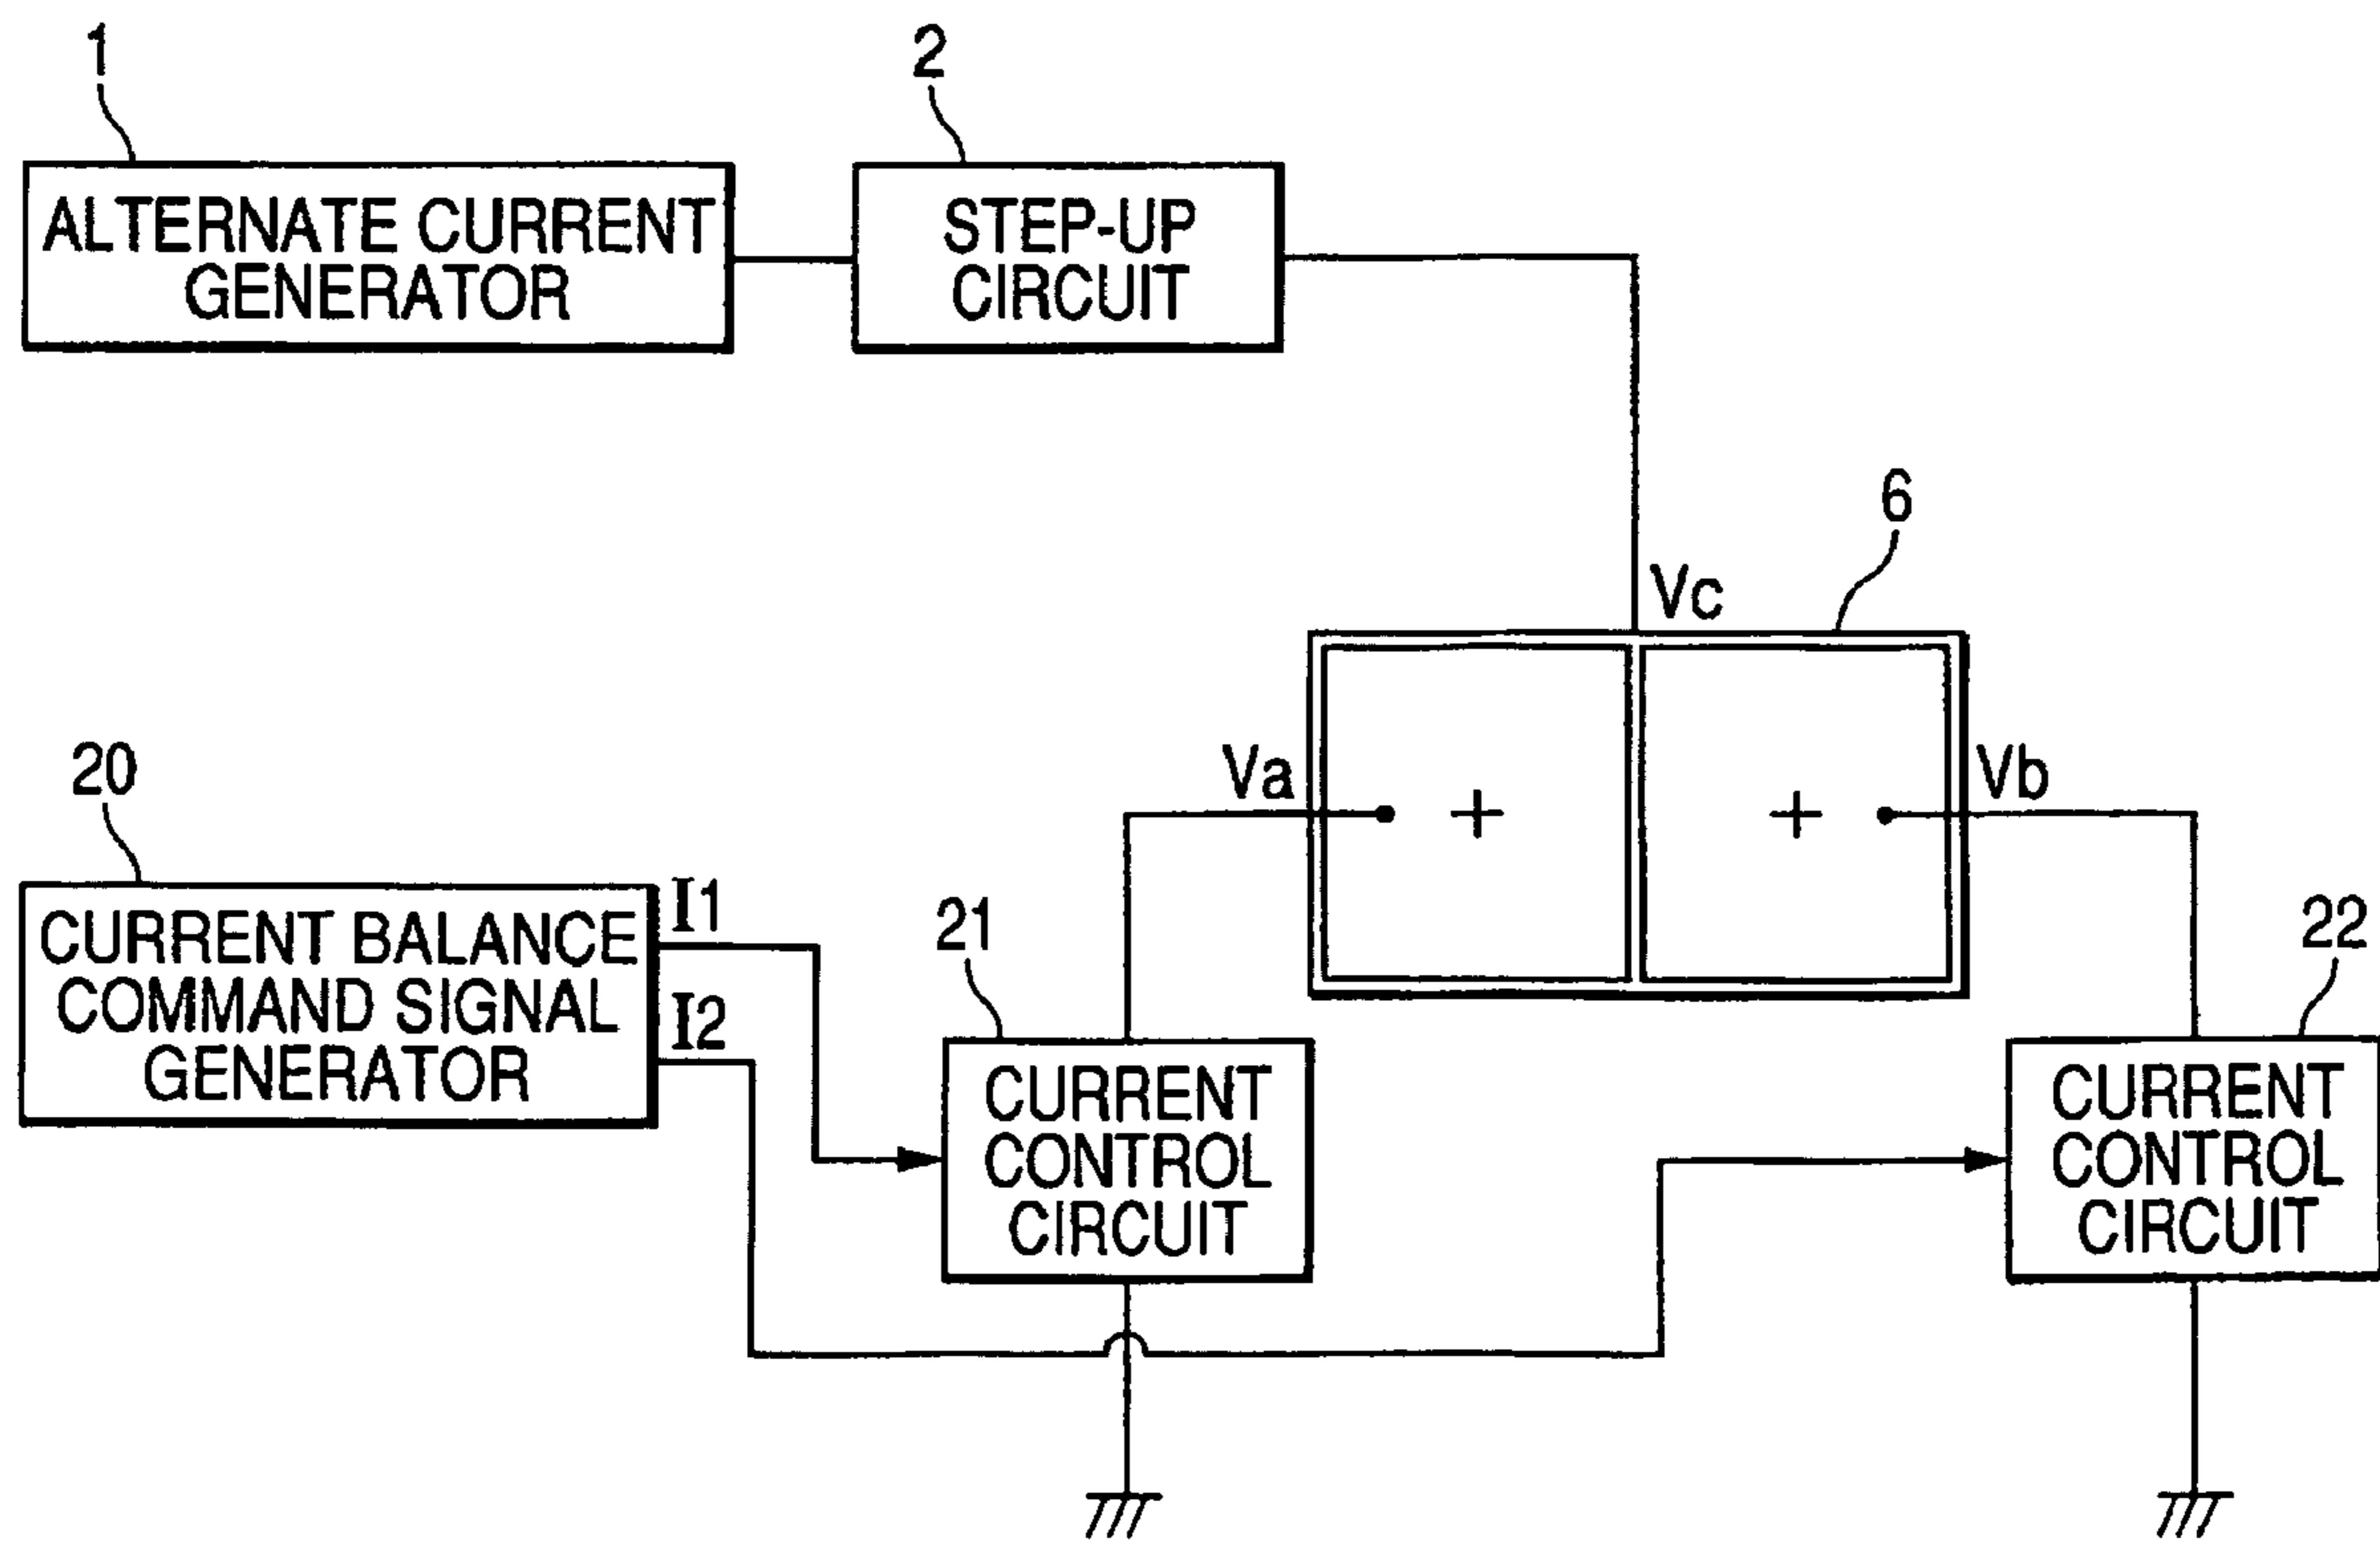 1
2
ALTERNATE CURRENT
GENERATOR
STEP-UP
CIRCUIT
6
Vc
Va
Vb
20
I1
CURRENT BALANCE
COMMAND SIGNAL
GENERATOR
I2
21
22
CURRENT
CONTROL
CIRCUIT
CURRENT
CONTROL
CIRCUIT